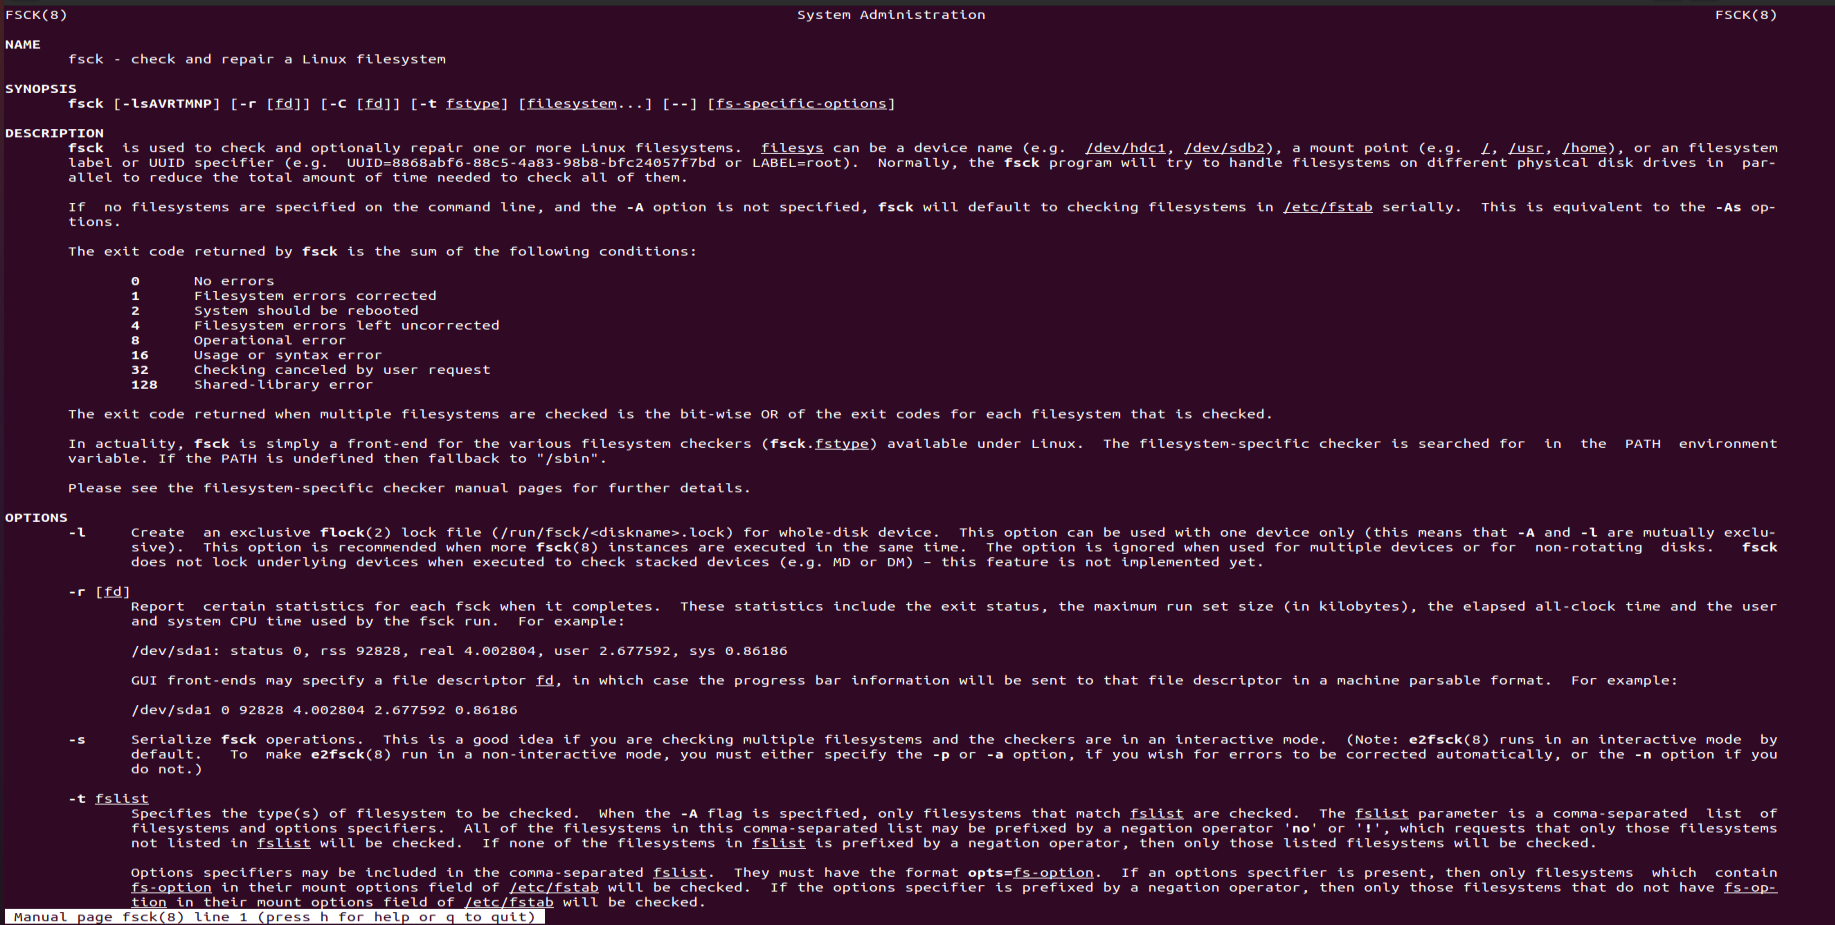 FSCK(8) System Administration FSCK(8)
NAME
fsck - check and repair a Linux filesystem
SYNOPSIS
fsck [-lsAVRTMNP] [-r [fd]] [-C [fd]] [-t fstype] [filesystem...] [--] [fs-specific-options]
DESCRIPTION
fsck is used to check and optionally repair one or more Linux filesystems. filesys can be a device name (e.g. /dev/hdc1, /dev/sdb2), a mount point (e.g. /, /usr, /home), or an filesystem
label or UUID specifier (e.g. UUID=8868abf6-88c5-4a83-98b8-bfc24057f7bd or LABEL=root). Normally, the fsck program will try to handle filesystems on different physical disk drives in par-
allel to reduce the total amount of time needed to check all of them.
If no filesystems are specified on the command line, and the -A option is not specified, fsck will default to checking filesystems in /etc/fstab serially. This is equivalent to the -As op-
tions.
The exit code returned by fsck is the sum of the following conditions:
0 No errors
1 Filesystem errors corrected
2 System should be rebooted
4 Filesystem errors left uncorrected
8 Operational error
16 Usage or syntax error
32 Checking canceled by user request
128 Shared-library error
The exit code returned when multiple filesystems are checked is the bit-wise OR of the exit codes for each filesystem that is checked.
In actuality, fsck is simply a front-end for the various filesystem checkers (fsck.fstype) available under Linux. The filesystem-specific checker is searched for in the PATH environment
variable. If the PATH is undefined then fallback to "/sbin".
Please see the filesystem-specific checker manual pages for further details.
OPTIONS
-l Create an exclusive flock(2) lock file (/run/fsck/<diskname>.lock) for whole-disk device. This option can be used with one device only (this means that -A and -l are mutually exclu-
sive). This option is recommended when more fsck(8) instances are executed in the same time. The option is ignored when used for multiple devices or for non-rotating disks. fsck
does not lock underlying devices when executed to check stacked devices (e.g. MD or DM) – this feature is not implemented yet.
-r [fd]
Report certain statistics for each fsck when it completes. These statistics include the exit status, the maximum run set size (in kilobytes), the elapsed all-clock time and the user
and system CPU time used by the fsck run. For example:
/dev/sda1: status 0, rss 92828, real 4.002804, user 2.677592, sys 0.86186
GUI front-ends may specify a file descriptor fd, in which case the progress bar information will be sent to that file descriptor in a machine parsable format. For example:
/dev/sda1 0 92828 4.002804 2.677592 0.86186
-s Serialize fsck operations. This is a good idea if you are checking multiple filesystems and the checkers are in an interactive mode. (Note: e2fsck(8) runs in an interactive mode by
default. To make e2fsck(8) run in a non-interactive mode, you must either specify the -p or -a option, if you wish for errors to be corrected automatically, or the -n option if you
do not.)
-t fslist
Specifies the type(s) of filesystem to be checked. When the -A flag is specified, only filesystems that match fslist are checked. The fslist parameter is a comma-separated list of
filesystems and options specifiers. All of the filesystems in this comma-separated list may be prefixed by a negation operator 'no' or '!', which requests that only those filesystems
not listed in fslist will be checked. If none of the filesystems in fslist is prefixed by a negation operator, then only those listed filesystems will be checked.
Options specifiers may be included in the comma-separated fslist. They must have the format opts=fs-option. If an options specifier is present, then only filesystems which contain
fs-option in their mount options field of /etc/fstab will be checked. If the options specifier is prefixed by a negation operator, then only those filesystems that do not have fs-op-
tion in their mount options field of /etc/fstab will be checked.
Manual page fsck(8) line 1 (press h for help or q to quit)